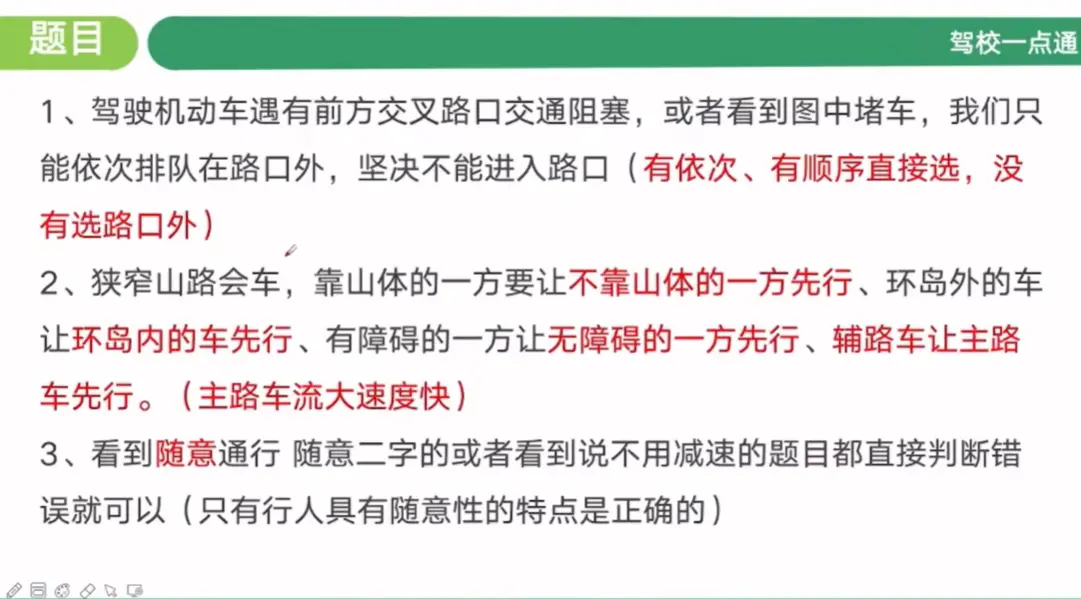 题目
驾校一点通
1、驾驶机动车遇有前方交叉路口交通阻塞，或者看到图中堵车，我们只
能依次排队在路口外，坚决不能进入路口（有依次、有顺序直接选，没
有选路口外）
2、狭窄山路会车，靠山体的一方要让不靠山体的一方先行、环岛外的车
让环岛内的车先行、有障碍的一方让无障碍的一方先行、辅路车让主路
车先行。（主路车流大速度快）
3、看到随意通行 随意二字的或者看到说不用减速的题目都直接判断错
误就可以（只有行人具有随意性的特点是正确的）